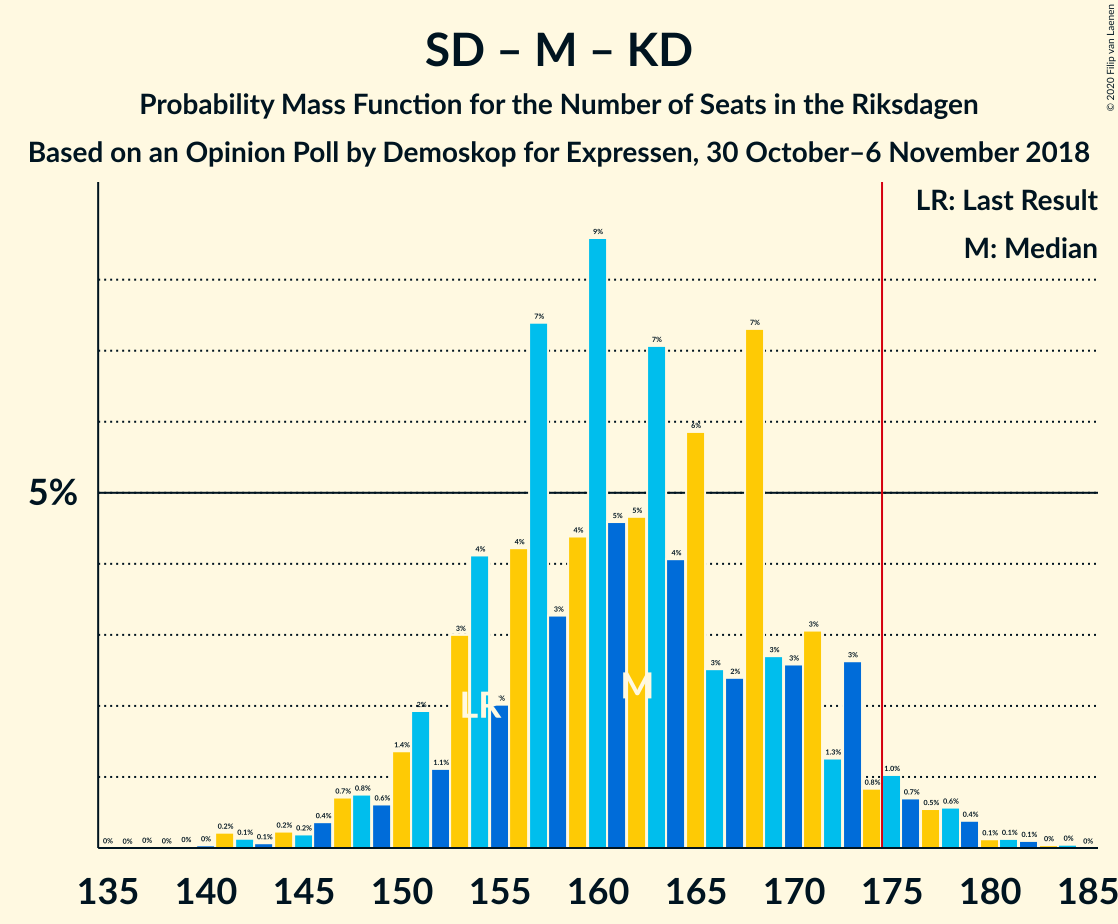 SD – M – KD
Probability Mass Function for the Number of Seats in the Riksdagen
Based on an Opinion Poll by Demoskop for Expressen, 30 October–6 November 2018
© 2020 Filip van Laenen
LR: Last Result
M: Median
5%
0% 0% 0% 0% 0% 0% 0.2% 0.1% 0.1% 0.2% 0.2% 0.4% 0.7% 0.8% 0.6% 1.4% 2% 1.1% 3% 4% % 4% 7% 3% 4% 9% 5% 5% 7% 4% 6% 3% 2% 7% 3% 3% 3% 1.3% 3% 0.8% 1.0% 0.7% 0.5% 0.6% 0.4% 0.1% 0.1% 0.1% 0% 0% 0%
LR M
135 140 145 150 155 160 165 170 175 180 185